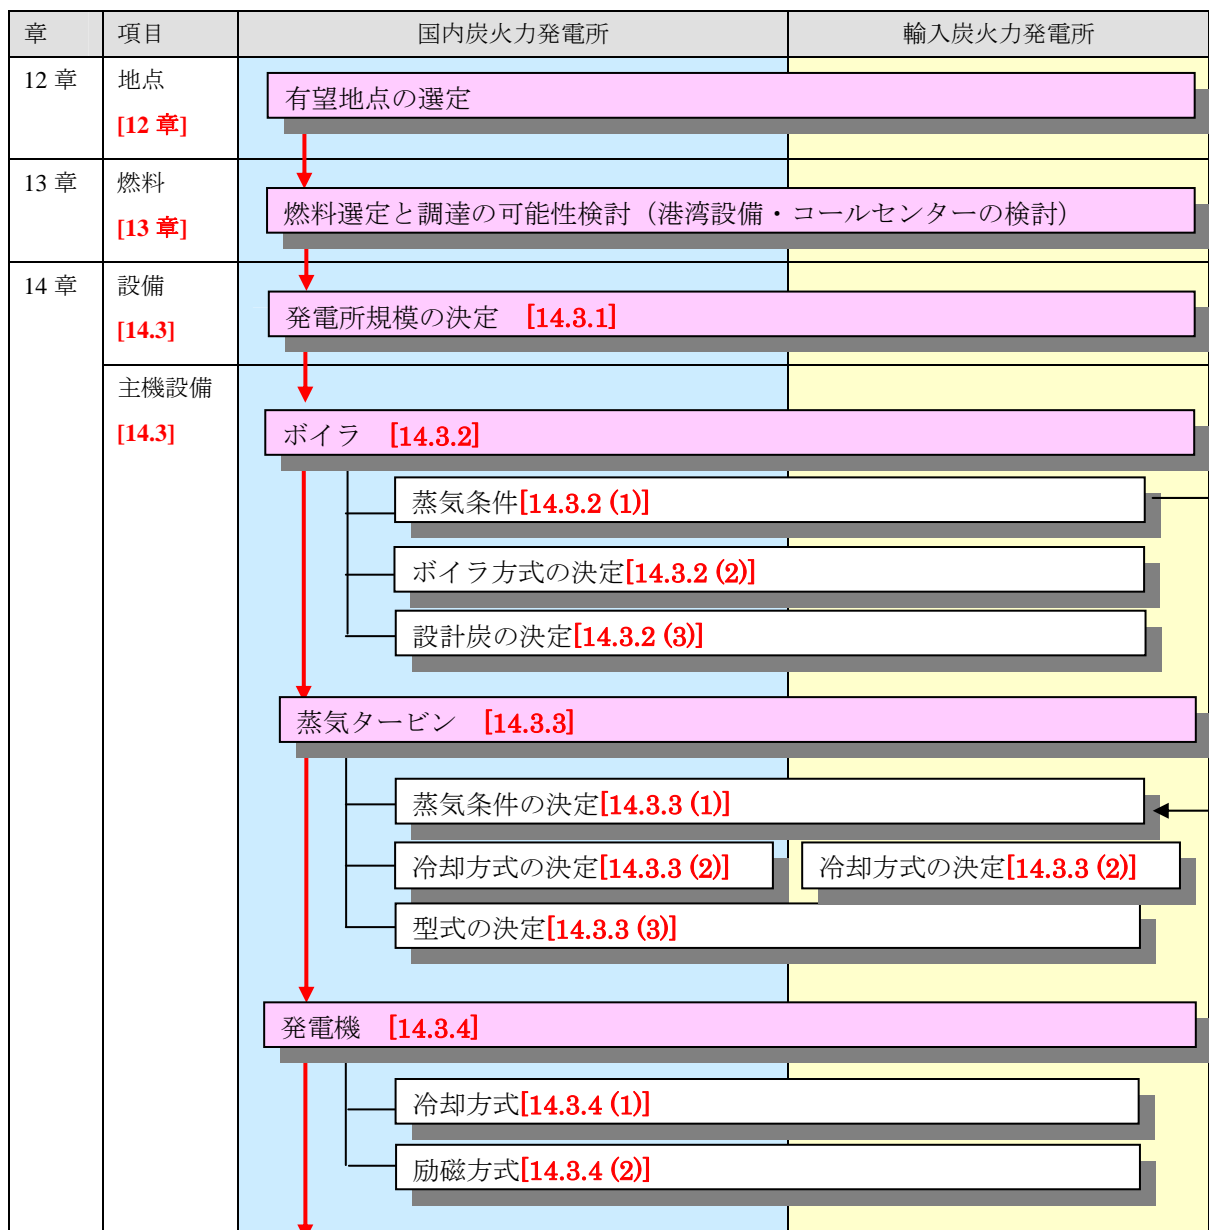 章 項目 国内炭火力発電所 輸入炭火力発電所
12 章 地点
[12 章]
有望地点の選定
13 章 燃料
[13 章]
燃料選定と調達の可能性検討（港湾設備・コールセンターの検討）
14 章 設備
[14.3]
発電所規模の決定 [14.3.1]
主機設備
[14.3]
ボイラ [14.3.2]
蒸気条件[14.3.2 (1)]
ボイラ方式の決定[14.3.2 (2)]
設計炭の決定[14.3.2 (3)]
蒸気タービン [14.3.3]
蒸気条件の決定[14.3.3 (1)]
冷却方式の決定[14.3.3 (2)] 冷却方式の決定[14.3.3 (2)]
型式の決定[14.3.3 (3)]
発電機 [14.3.4]
冷却方式[14.3.4 (1)]
励磁方式[14.3.4 (2)]